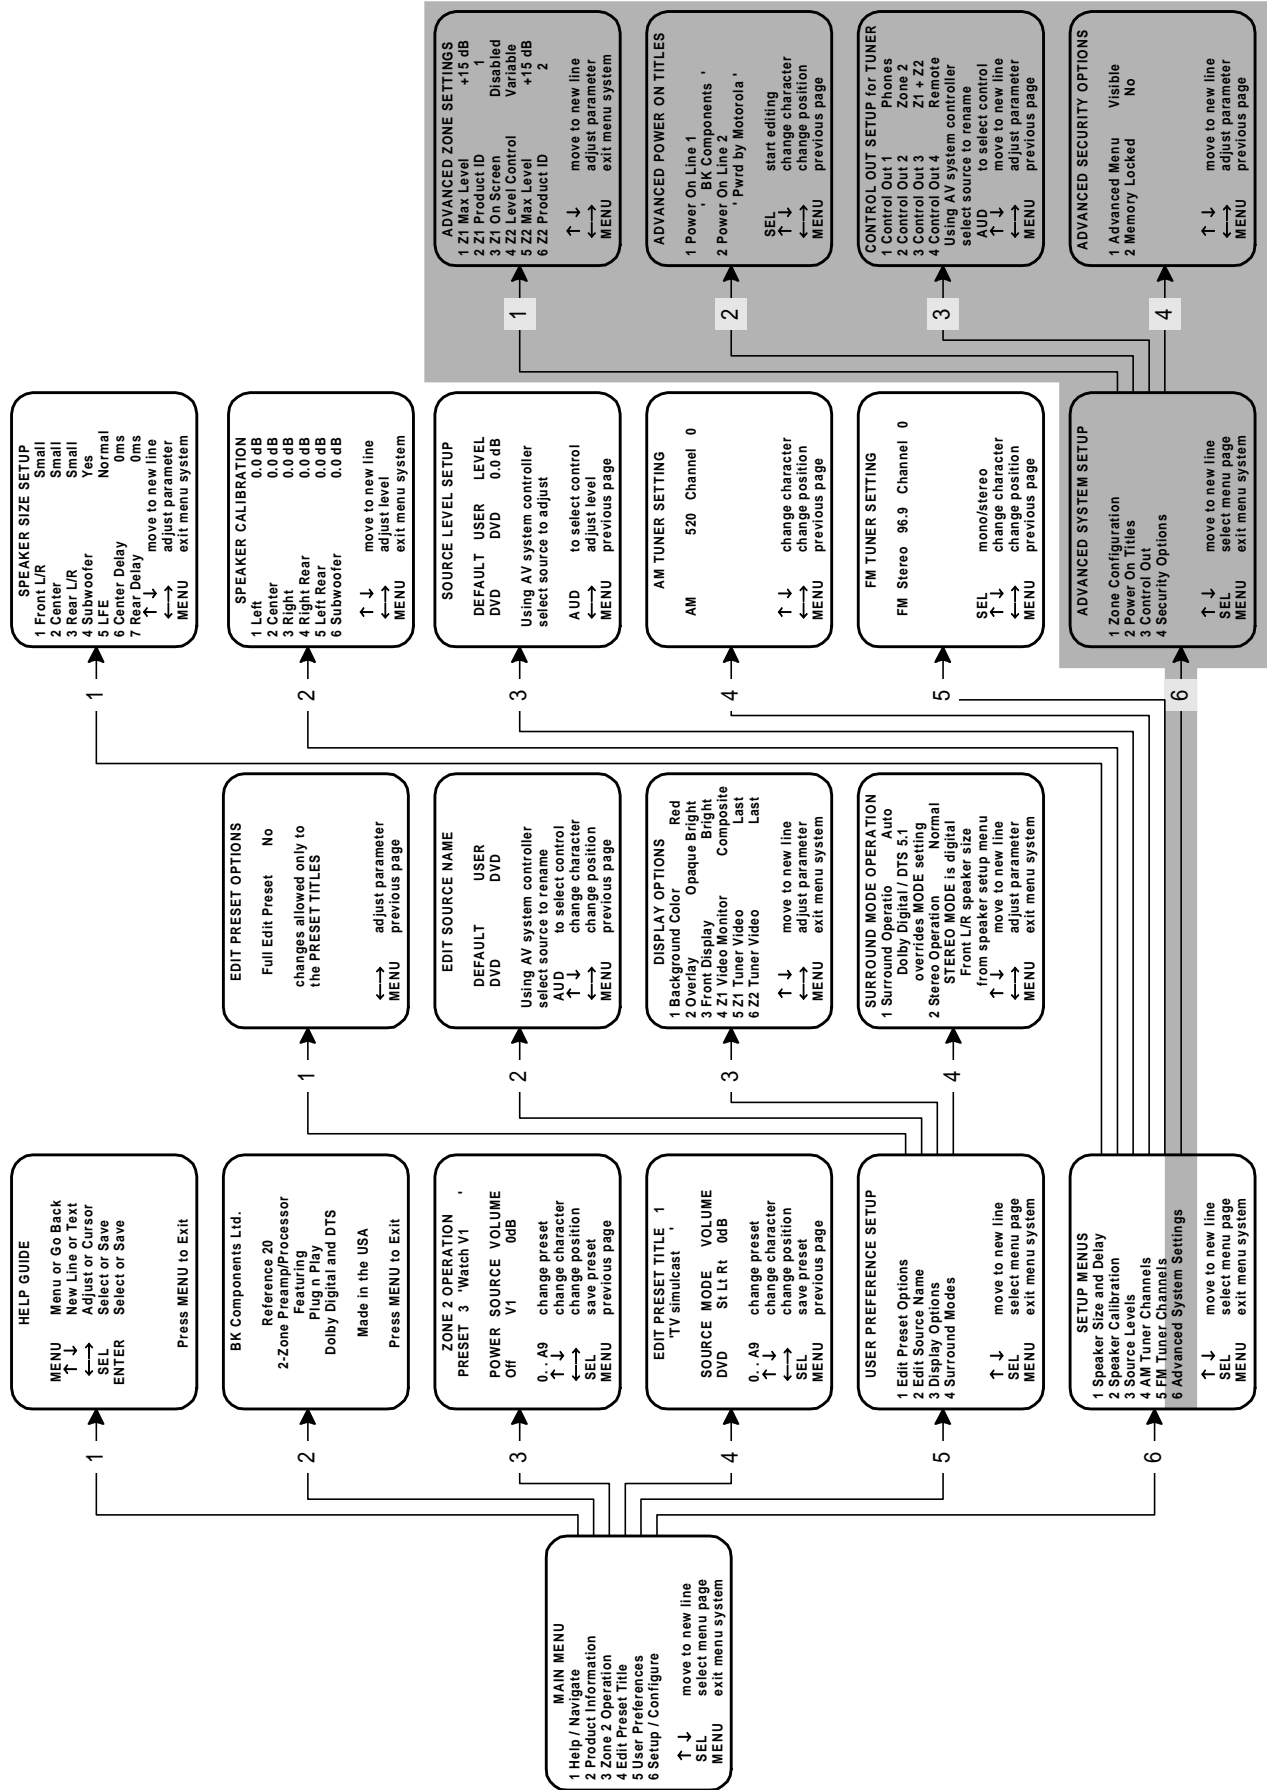 MAIN MENU
1 Help / Navigate
2 Product Information
3 Zone 2 Operation
4 Edit Preset Title
5 User Preferences
6 Setup / Configure
↑ ↓ move to new line
SEL select menu page
MENU exit menu system
1
2
3
4
5
6
HELP GUIDE
MENU Menu or Go Back
↑ ↓ New Line or Text
←→ Adjust or Cursor
SEL Select or Save
ENTER Select or Save
Press MENU to Exit
BK Components Ltd.
Reference 20
2-Zone Preamp/Processor
Featuring
Plug n Play
Dolby Digital and DTS
Made in the USA
Press MENU to Exit
ZONE 2 OPERATION
PRESET 3 'Watch V1 '
POWER SOURCE VOLUME
Off V1 0dB
0. . A9 change preset
↑ ↓ change character
←→ change position
SEL save preset
MENU previous page
EDIT PRESET TITLE 1
'TV simulcast '
SOURCE MODE VOLUME
DVD St Lt Rt 0dB
0. . A9 change preset
↑ ↓ change character
←→ change position
SEL save preset
MENU previous page
USER PREFERENCE SETUP
1 Edit Preset Options
2 Edit Source Name
3 Display Options
4 Surround Modes
↑ ↓ move to new line
SEL select menu page
MENU exit menu system
SETUP MENUS
1 Speaker Size and Delay
2 Speaker Calibration
3 Source Levels
4 AM Tuner Channels
5 FM Tuner Channels
6 Advanced System Settings
↑ ↓ move to new line
SEL select menu page
MENU exit menu system
1
2
3
4
EDIT PRESET OPTIONS
Full Edit Preset No
changes allowed only to
the PRESET TITLES
←→ adjust parameter
MENU previous page
EDIT SOURCE NAME
DEFAULT USER
DVD DVD
Using AV system controller
select source to rename
AUD to select control
↑ ↓ change character
←→ change position
MENU previous page
DISPLAY OPTIONS
1 Background Color Red
2 Overlay Opaque Bright
3 Front Display Bright
4 Z1 Video Monitor Composite
5 Z1 Tuner Video Last
6 Z2 Tuner Video Last
↑ ↓ move to new line
←→ adjust parameter
MENU exit menu system
SURROUND MODE OPERATION
1 Surround Operatio Auto
Dolby Digital / DTS 5.1
overrides MODE setting
2 Stereo Operation Normal
STEREO MODE is digital
Front L/R speaker size
from speaker setup menu
↑ ↓ move to new line
←→ adjust parameter
MENU exit menu system
1
2
3
4
5
6
SPEAKER SIZE SETUP
1 Front L/R Small
2 Center Small
3 Rear L/R Small
4 Subwoofer Yes
5 LFE Normal
6 Center Delay 0ms
7 Rear Delay 0ms
↑ ↓ move to new line
←→ adjust parameter
MENU exit menu system
SPEAKER CALIBRATION
1 Left 0.0 dB
2 Center 0.0 dB
3 Right 0.0 dB
4 Right Rear 0.0 dB
5 Left Rear 0.0 dB
6 Subwoofer 0.0 dB
↑ ↓ move to new line
←→ adjust level
MENU exit menu system
SOURCE LEVEL SETUP
DEFAULT USER LEVEL
DVD DVD 0.0 dB
Using AV system controller
select source to adjust
AUD to select control
←→ adjust level
MENU previous page
AM TUNER SETTING
AM 520 Channel 0
↑ ↓ change character
←→ change position
MENU previous page
FM TUNER SETTING
FM Stereo 96.9 Channel 0
SEL mono/stereo
↑ ↓ change character
←→ change position
MENU previous page
ADVANCED SYSTEM SETUP
1 Zone Configuration
2 Power On Titles
3 Control Out
4 Security Options
↑ ↓ move to new line
SEL select menu page
MENU exit menu system
1
2
3
4
ADVANCED ZONE SETTINGS
1 Z1 Max Level +15 dB
2 Z1 Product ID 1
3 Z1 On Screen Disabled
4 Z2 Level Control Variable
5 Z2 Max Level +15 dB
6 Z2 Product ID 2
↑ ↓ move to new line
←→ adjust parameter
MENU exit menu system
ADVANCED POWER ON TITLES
1 Power On Line 1
' BK Components '
2 Power On Line 2
' Pwrd by Motorola '
SEL start editing
↑ ↓ change character
←→ change position
MENU previous page
CONTROL OUT SETUP for TUNER
1 Control Out 1 Phones
2 Control Out 2 Zone 2
3 Control Out 3 Z1 + Z2
4 Control Out 4 Remote
Using AV system controller
select source to rename
AUD to select control
↑ ↓ move to new line
←→ adjust parameter
MENU previous page
ADVANCED SECURITY OPTIONS
1 Advanced Menu Visible
2 Memory Locked No
↑ ↓ move to new line
←→ adjust parameter
MENU previous page